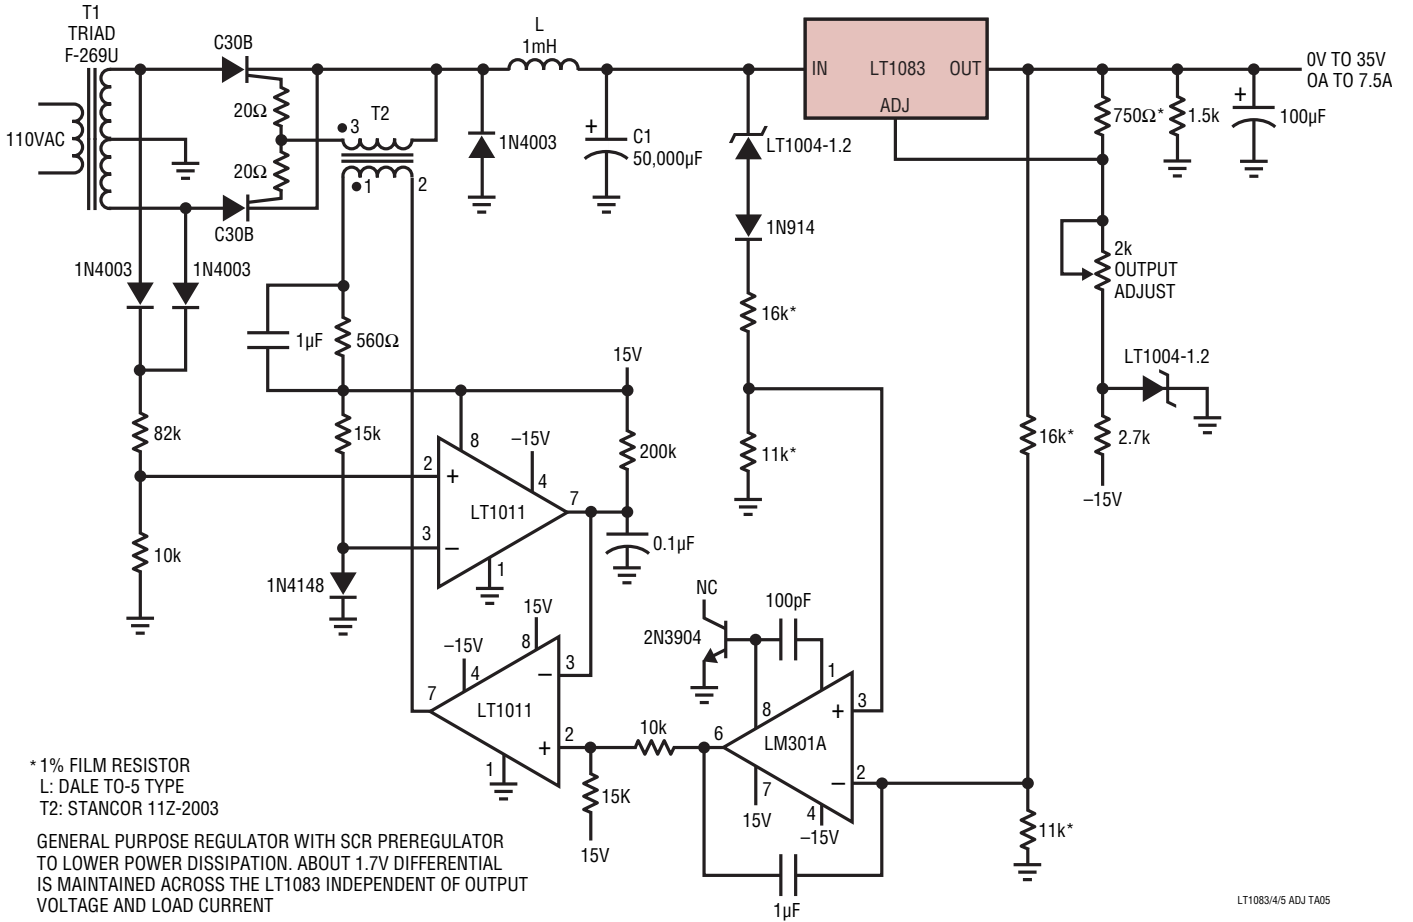 T1
TRIAD
F-269U
110VAC
C30B
20Ω
20Ω
C30B
T2
3
1
2
L
1mH
1N4003
+
C1
50,000µF
IN
LT1083
OUT
ADJ
LT1004-1.2
1N914
16k*
11k*
750Ω*
1.5k
+
100µF
0V TO 35V
OA TO 7.5A
2k
OUTPUT
ADJUST
LT1004-1.2
16k*
2.7k
–15V
1N4003
1N4003
1µF
560Ω
15V
82k
15k
10k
1N4148
8
–15V
4
200k
2
+
LT1011
7
3
–
1
0.1µF
15V
8
–15V
4
–
3
7
LT1011
+
2
1
10k
15K
15V
NC
2N3904
100pF
1
8
+
3
6
LM301A
–
2
7
15V
4
–15V
1µF
11k*
* 1% FILM RESISTOR
L: DALE TO-5 TYPE
T2: STANCOR 11Z-2003
GENERAL PURPOSE REGULATOR WITH SCR PREREGULATOR
TO LOWER POWER DISSIPATION. ABOUT 1.7V DIFFERENTIAL
IS MAINTAINED ACROSS THE LT1083 INDEPENDENT OF OUTPUT
VOLTAGE AND LOAD CURRENT
LT1083/4/5 ADJ TA05